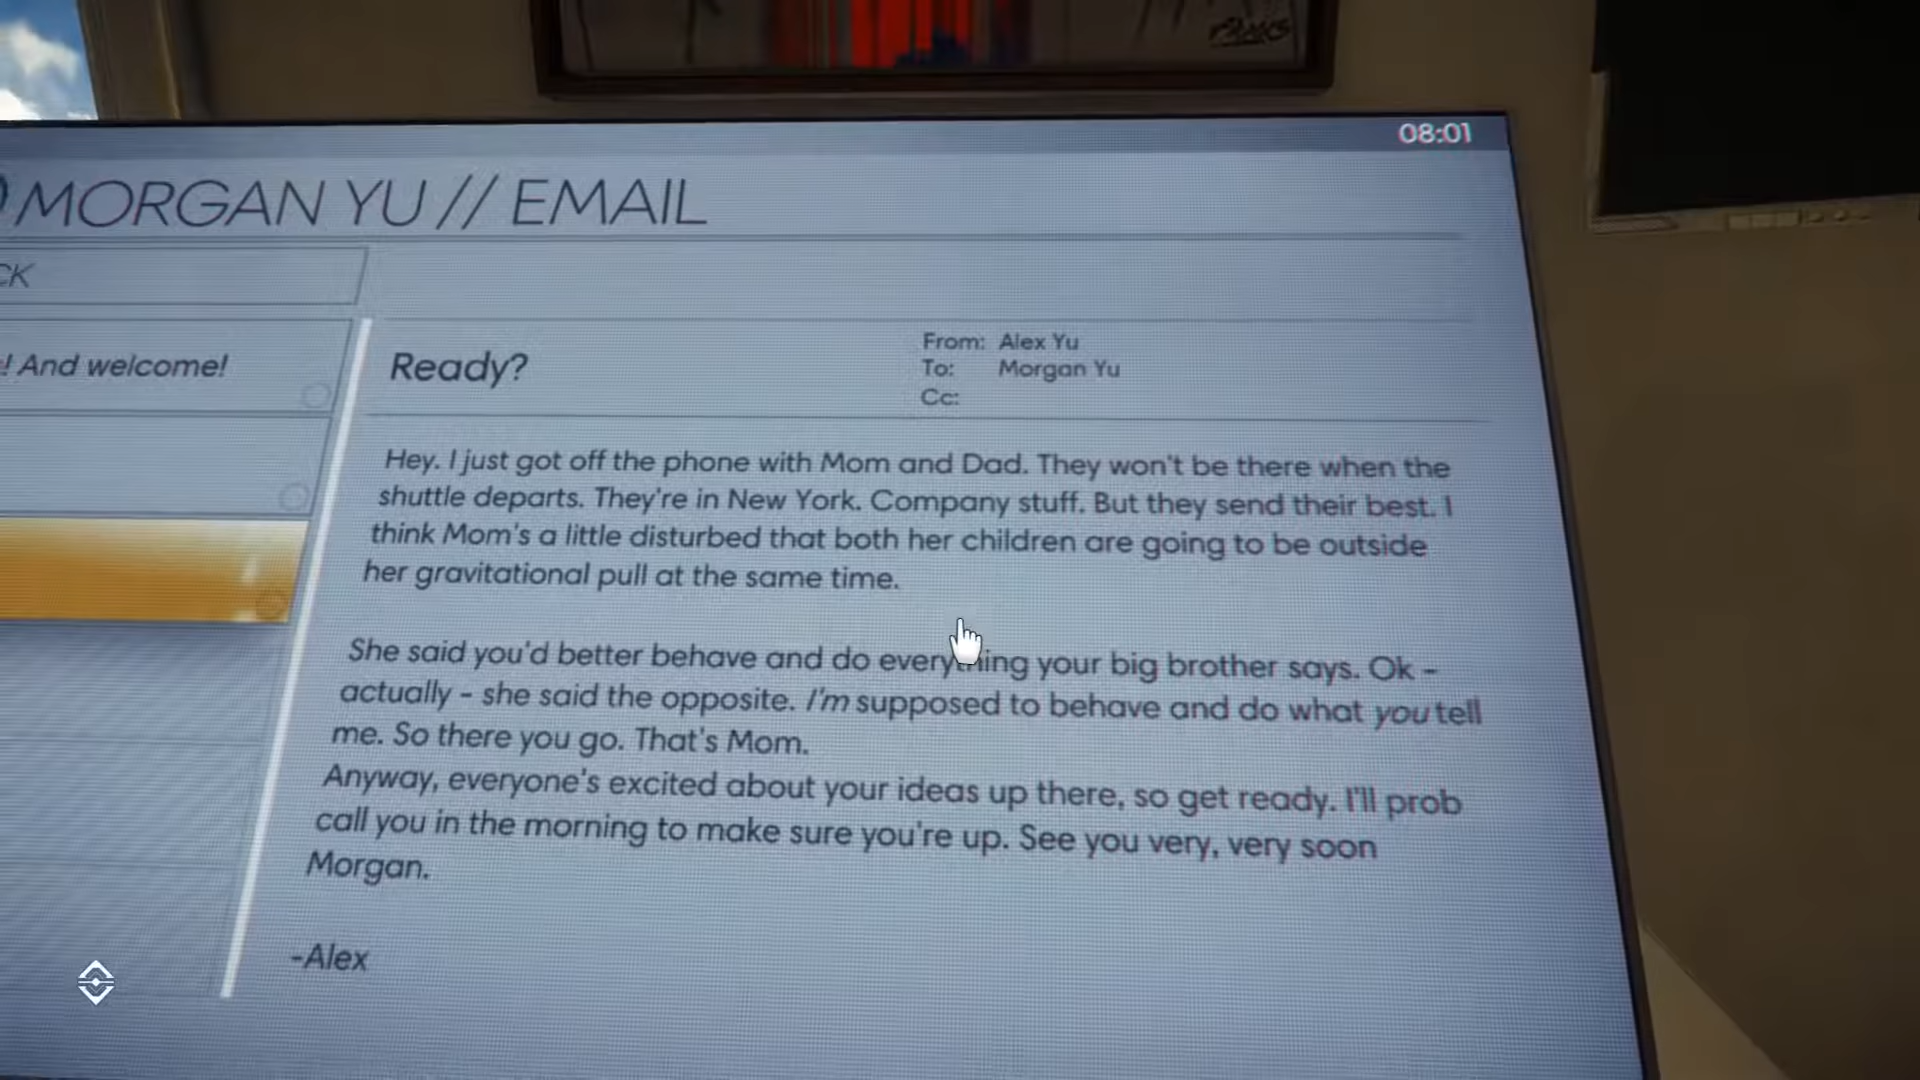 08:01
MORGAN YU // EMAIL
CK
! And welcome!
Ready?
From: Alex Yu
To: Morgan Yu
Cc:
Hey. I just got off the phone with Mom and Dad. They won't be there when the
shuttle departs. They're in New York. Company stuff. But they send their best. I
think Mom's a little disturbed that both her children are going to be outside
her gravitational pull at the same time.
She said you'd better behave and do everything your big brother says. Ok -
actually - she said the opposite. I'm supposed to behave and do what you tell
me. So there you go. That's Mom.
Anyway, everyone's excited about your ideas up there, so get ready. I'll prob
call you in the morning to make sure you're up. See you very, very soon
Morgan.
-Alex